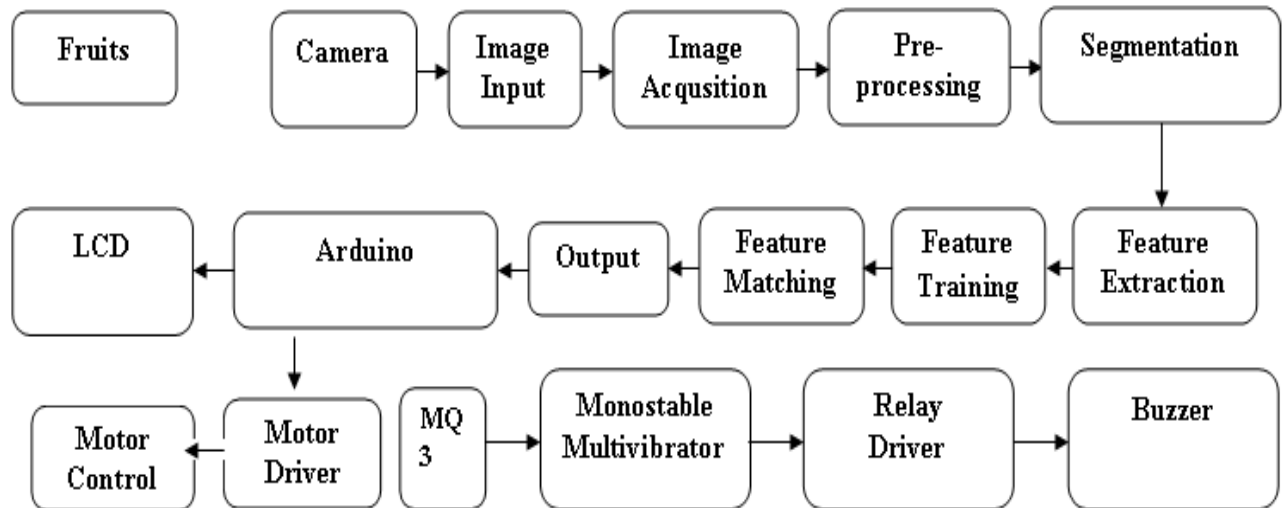 Fruits
Camera
Image
Input
Image
Acqusition
Pre-
processing
Segmentation
LCD
Arduino
Output
Feature
Matching
Feature
Training
Feature
Extraction
Motor
Control
Motor
Driver
MQ
3
Monostable
Multivibrator
Relay
Driver
Buzzer